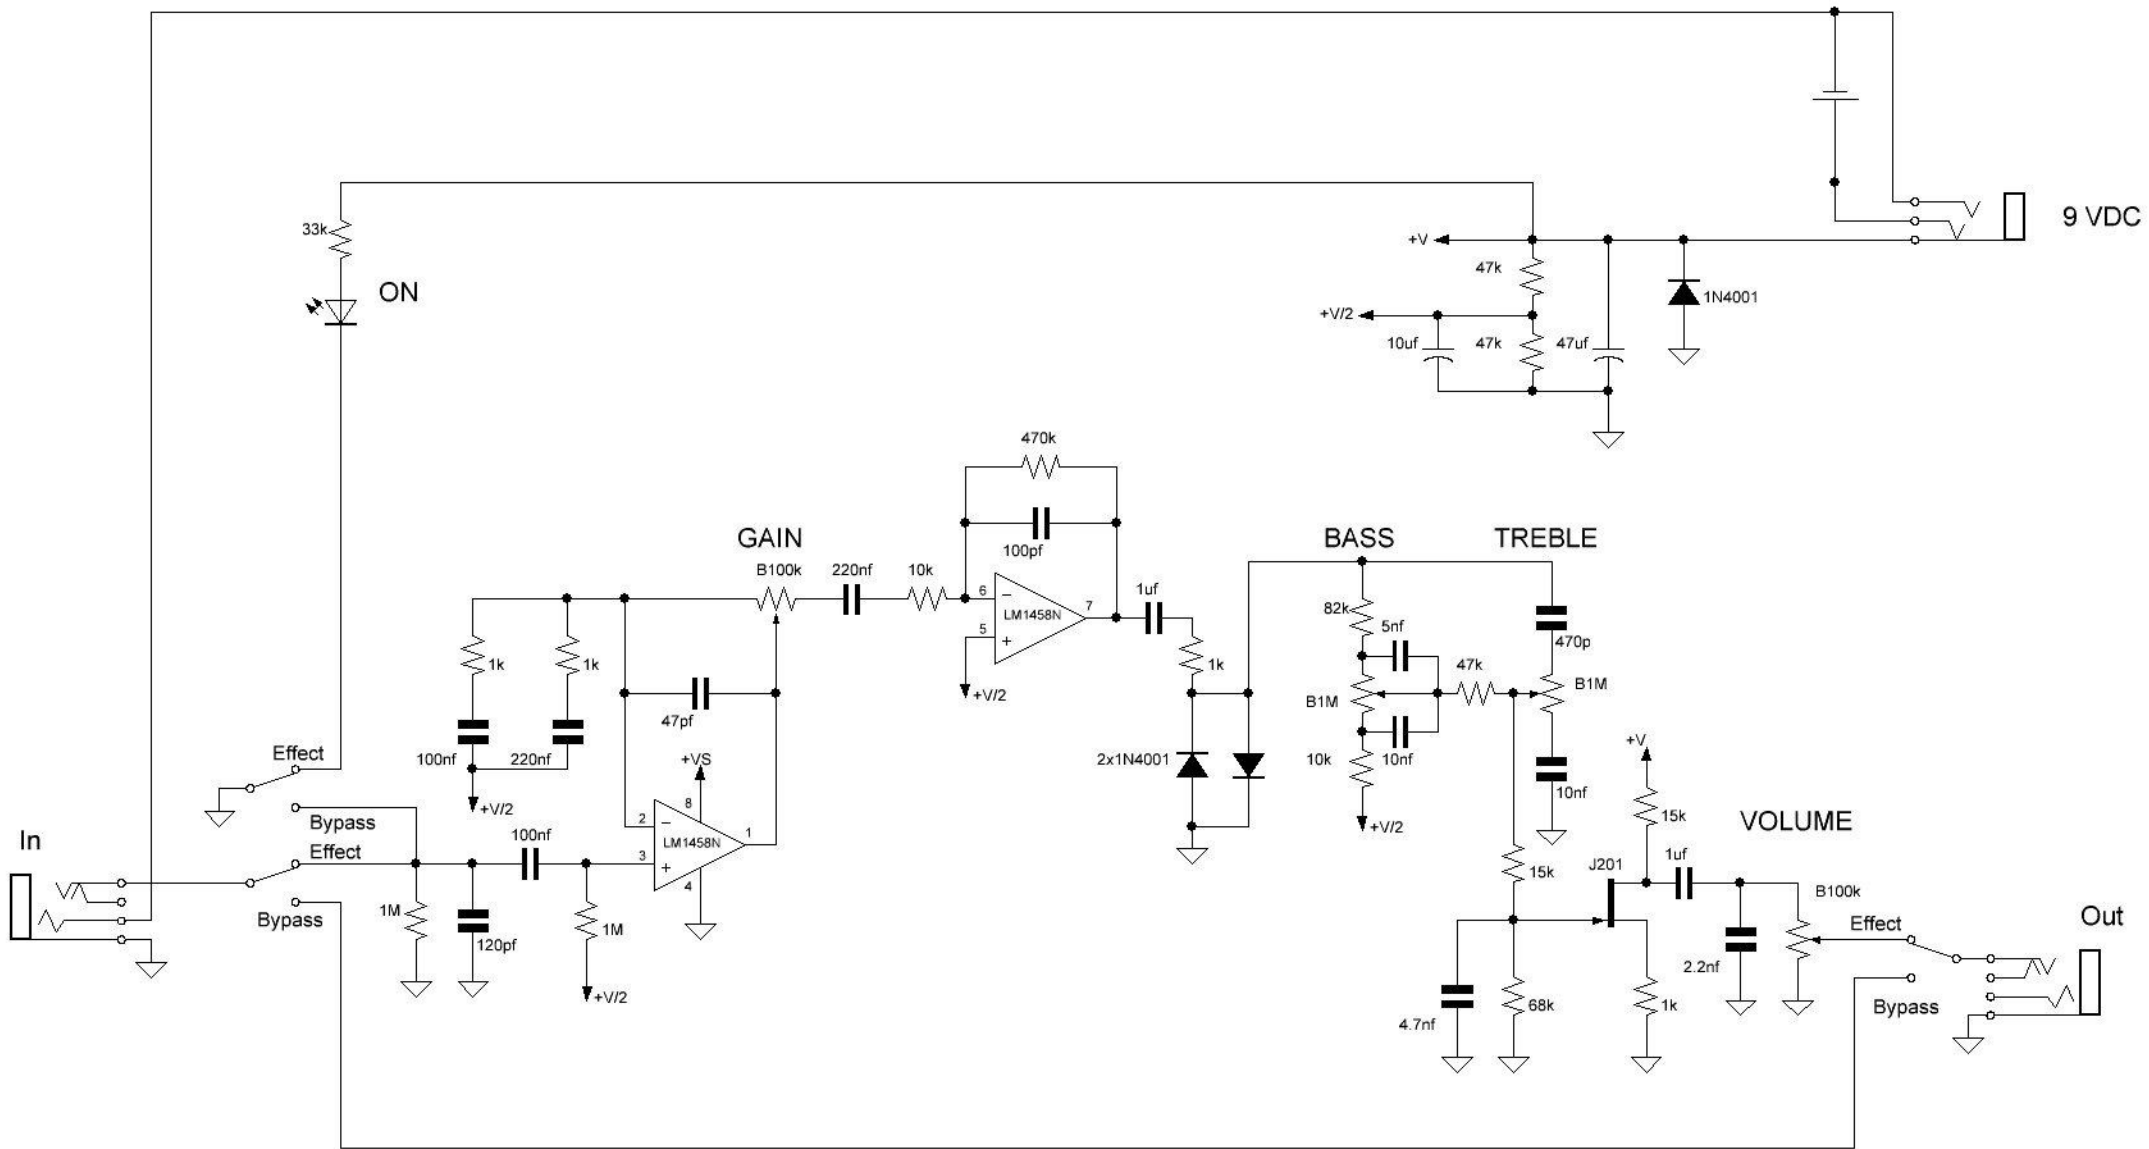 9 VDC
33k
+V
47k
ON
1N4001
+V/2
10uf
47k
47uf
470k
GAIN
BASS
TREBLE
100pf
B100k
220nf
10k
1uf
6
LM1458N
7
5
+
−
82k
5nf
470p
1k
1k
1k
47k
B1M
B1M
+V/2
47pf
Effect
100nf
220nf
+VS
2x1N4001
10k
10nf
+V
10nf
+V/2
8
Bypass
+V/2
15k
VOLUME
In
Effect
100nf
2
−
LM1458N
1
3
+
4
J201
1uf
15k
B100k
Bypass
1M
120pf
1M
Effect
Out
2.2nf
+V/2
4.7nf
68k
1k
Bypass